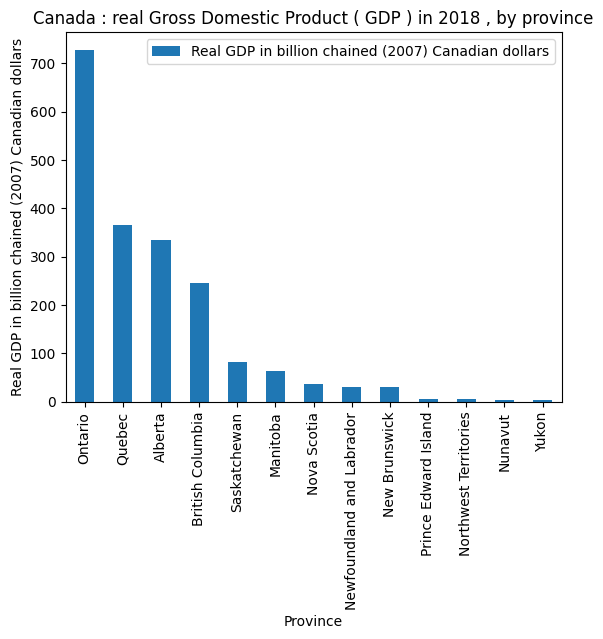 Canada : real Gross Domestic Product ( GDP ) in 2018 , by province
Real GDP in billion chained (2007) Canadian dollars
Real GDP in billion chained (2007) Canadian dollars
700
600
500
400
300
200
100
0
Ontario
Quebec
Alberta
British Columbia
Saskatchewan
Manitoba
Nova Scotia
Newfoundland and Labrador
New Brunswick
Prince Edward Island
Northwest Territories
Nunavut
Yukon
Province